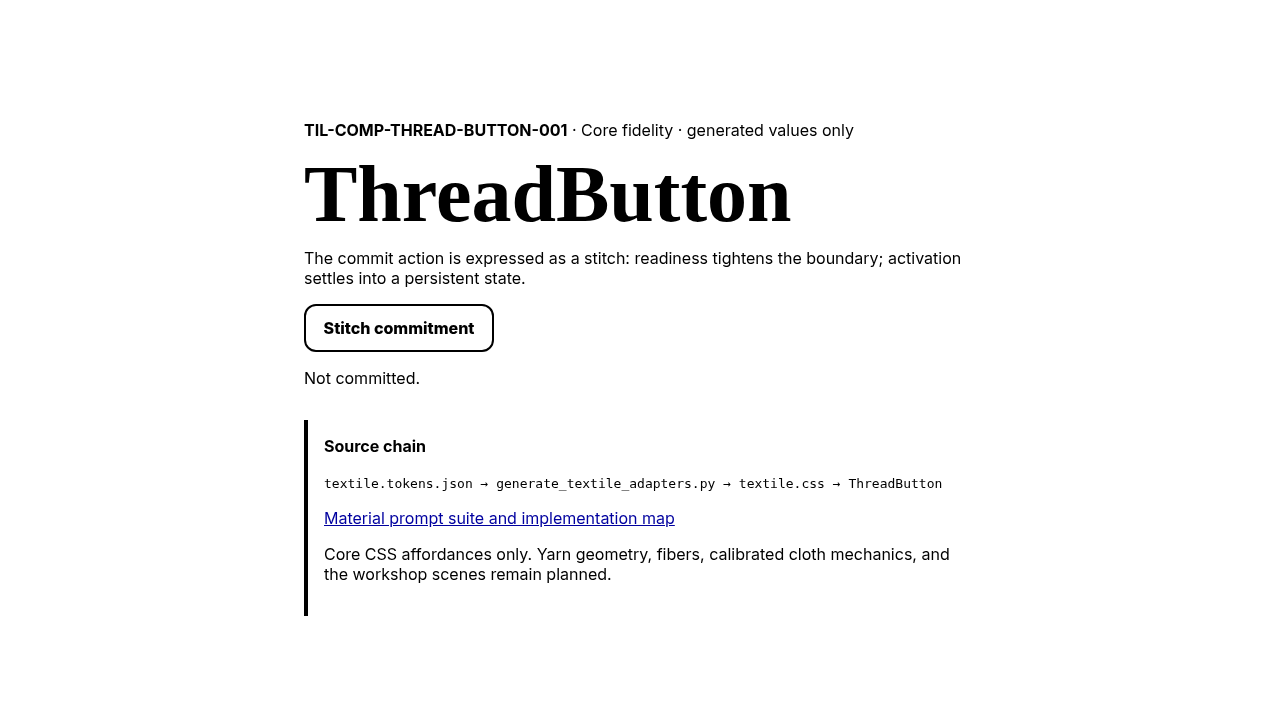 TIL-COMP-THREAD-BUTTON-001 · Core fidelity · generated values only
ThreadButton
The commit action is expressed as a stitch: readiness tightens the boundary; activation
settles into a persistent state.
Stitch commitment
Not committed.
Source chain
textile.tokens.json → generate_textile_adapters.py → textile.css → ThreadButton
Material prompt suite and implementation map
Core CSS affordances only. Yarn geometry, fibers, calibrated cloth mechanics, and
the workshop scenes remain planned.